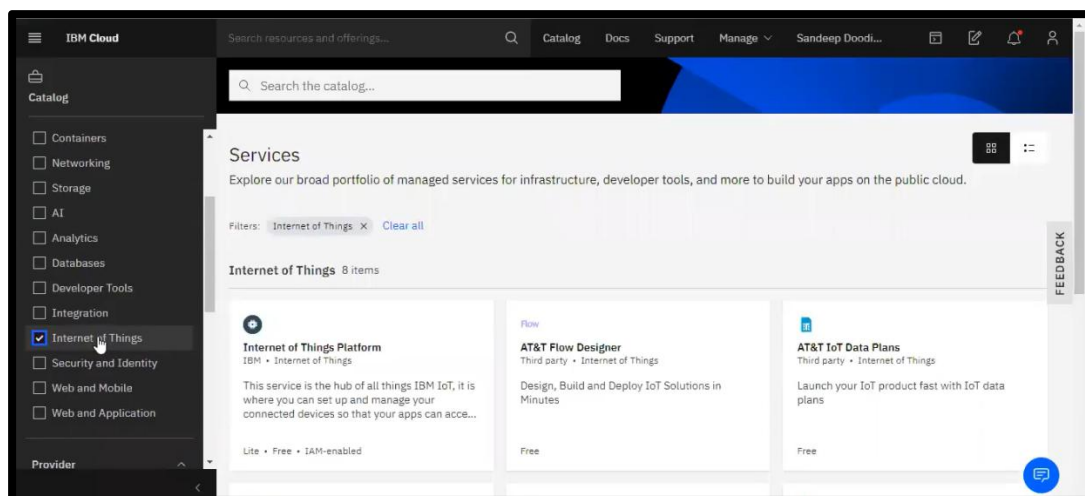 IBM Cloud
Search resources and offerings...
Catalog
Docs
Support
Manage
Sandeep Doodi...
Catalog
Search the catalog...
Containers
Networking
Storage
AI
Analytics
Databases
Developer Tools
Integration
Internet of Things
Security and Identity
Web and Mobile
Web and Application
Provider
Services
Explore our broad portfolio of managed services for infrastructure, developer tools, and more to build your apps on the public cloud.
Filters: Internet of Things X Clear all
Internet of Things 8 items
Internet of Things Platform
IBM • Internet of Things
This service is the hub of all things IBM IoT, it is
where you can set up and manage your
connected devices so that your apps can acce...
Lite • Free • IAM-enabled
Flow
AT&T Flow Designer
Third party • Internet of Things
Design, Build and Deploy IoT Solutions in
Minutes
Free
AT&T IoT Data Plans
Third party • Internet of Things
Launch your IoT product fast with IoT data
plans
Free
FEEDBACK